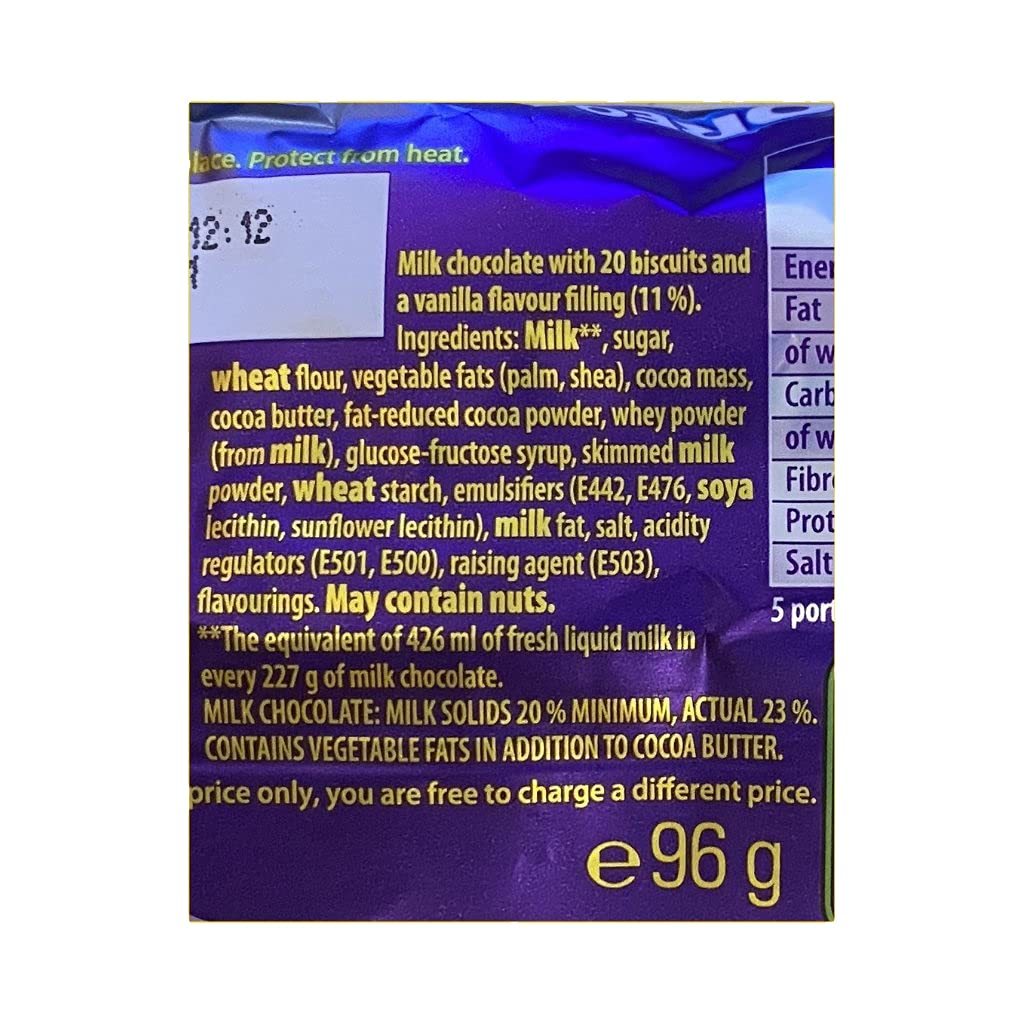 OREO
Protect from heat.
12:12
Milk chocolate with 20 biscuits and
a vanilla flavour filling (11 %).
Ingredients: Milk**, sugar,
wheat flour, vegetable fats (palm, shea), cocoa mass,
cocoa butter, fat-reduced cocoa powder, whey powder
(from milk), glucose-fructose syrup, skimmed milk
powder, wheat starch, emulsifiers (E442, E476, soya
lecithin, sunflower lecithin), milk fat, salt, acidity
regulators (E501, E500), raising agent (E503),
flavourings. May contain nuts.
**The equivalent of 426 ml of fresh liquid milk in
every 227 g of milk chocolate.
MILK CHOCOLATE: MILK SOLIDS 20 % MINIMUM, ACTUAL 23 %.
CONTAINS VEGETABLE FATS IN ADDITION TO COCOA BUTTER.
price only, you are free to charge a different price.
e 96 g
Fat
of
of
Salt
5